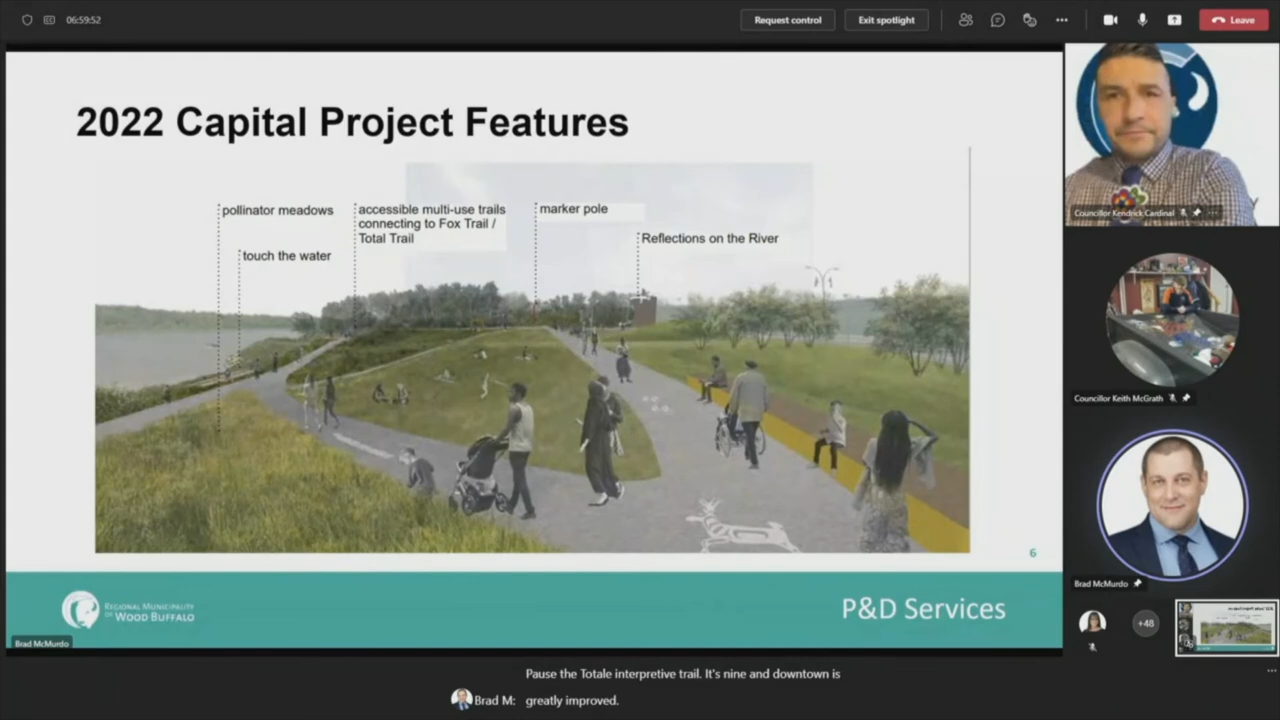 06:59:52
Request control
Exit spotlight
Leave
2022 Capital Project Features
pollinator meadows
touch the water
accessible multi-use trails
connecting to Fox Trail /
Total Trail
marker pole
Reflections on the River
6
REGIONAL MUNICIPALITY
OF WOOD BUFFALO
P&D Services
Brad McMurdo
Councillor Kendrick Cardinal
Councillor Keith McGrath
Brad McMurdo
+48
Pause the Totale interpretive trail. It's nine and downtown is
Brad M: greatly improved.